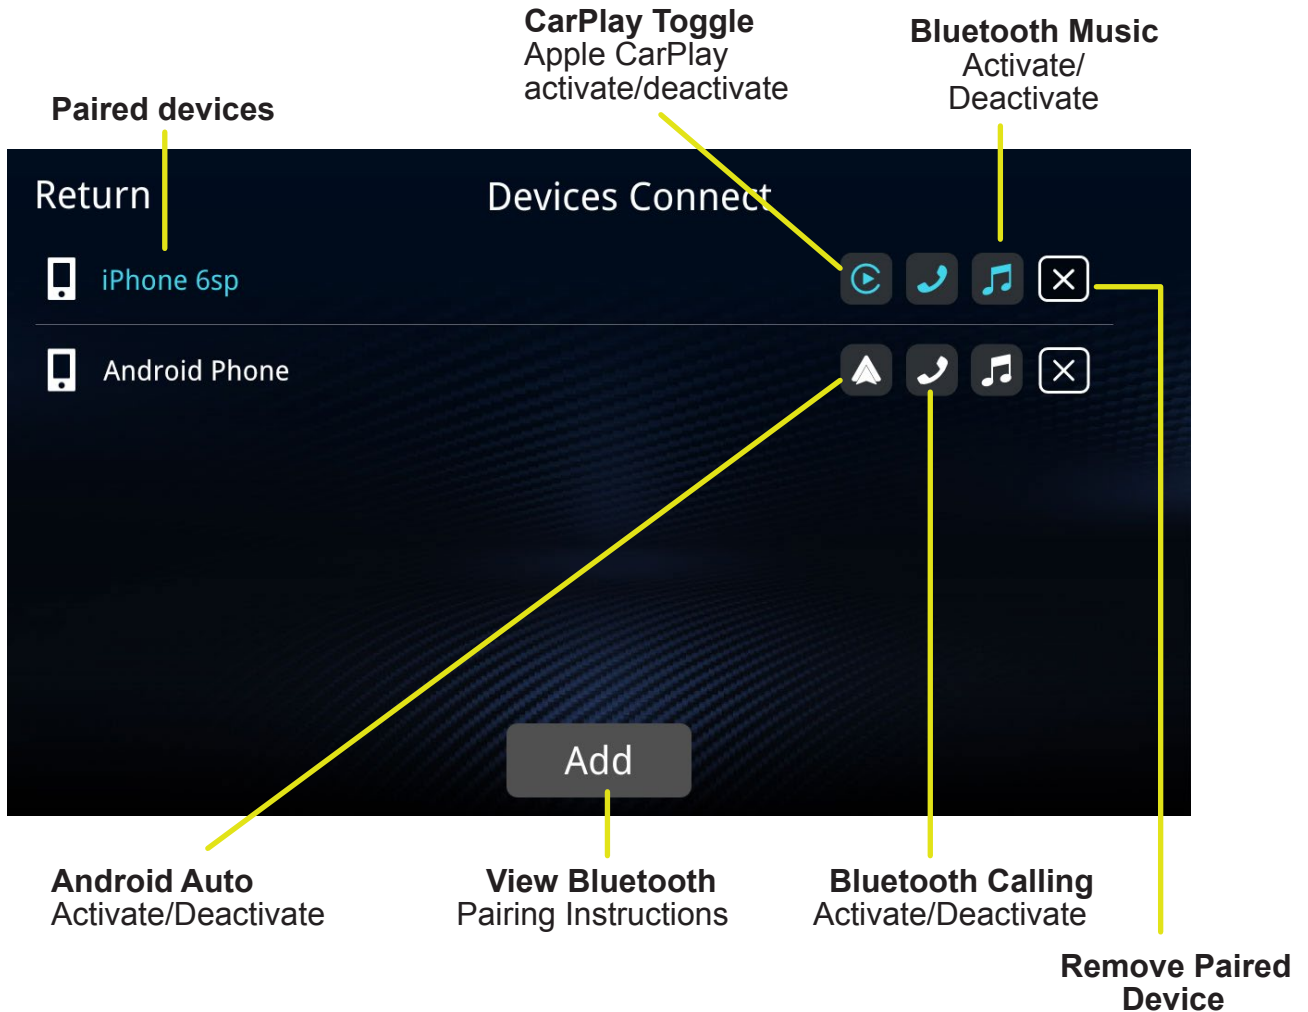 CarPlay Toggle
Apple CarPlay
activate/deactivate
Bluetooth Music
Activate/
Deactivate
Paired devices
Return
Devices Connect
iPhone 6sp
Android Phone
Add
Android Auto
Activate/Deactivate
View Bluetooth
Pairing Instructions
Bluetooth Calling
Activate/Deactivate
Remove Paired
Device